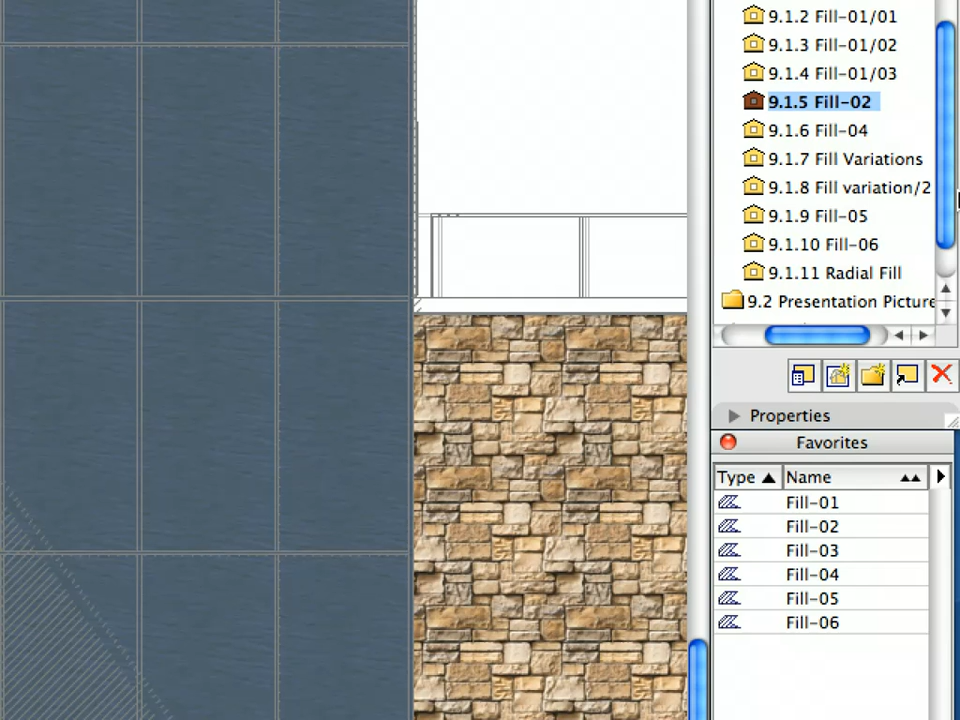 9.1.2 Fill-01/01
9.1.3 Fill-01/02
9.1.4 Fill-01/03
9.1.5 Fill-02
9.1.6 Fill-04
9.1.7 Fill Variations
9.1.8 Fill variation/2
9.1.9 Fill-05
9.1.10 Fill-06
9.1.11 Radial Fill
9.2 Presentation Picture
Properties
Favorites
Type Name
Fill-01
Fill-02
Fill-03
Fill-04
Fill-05
Fill-06